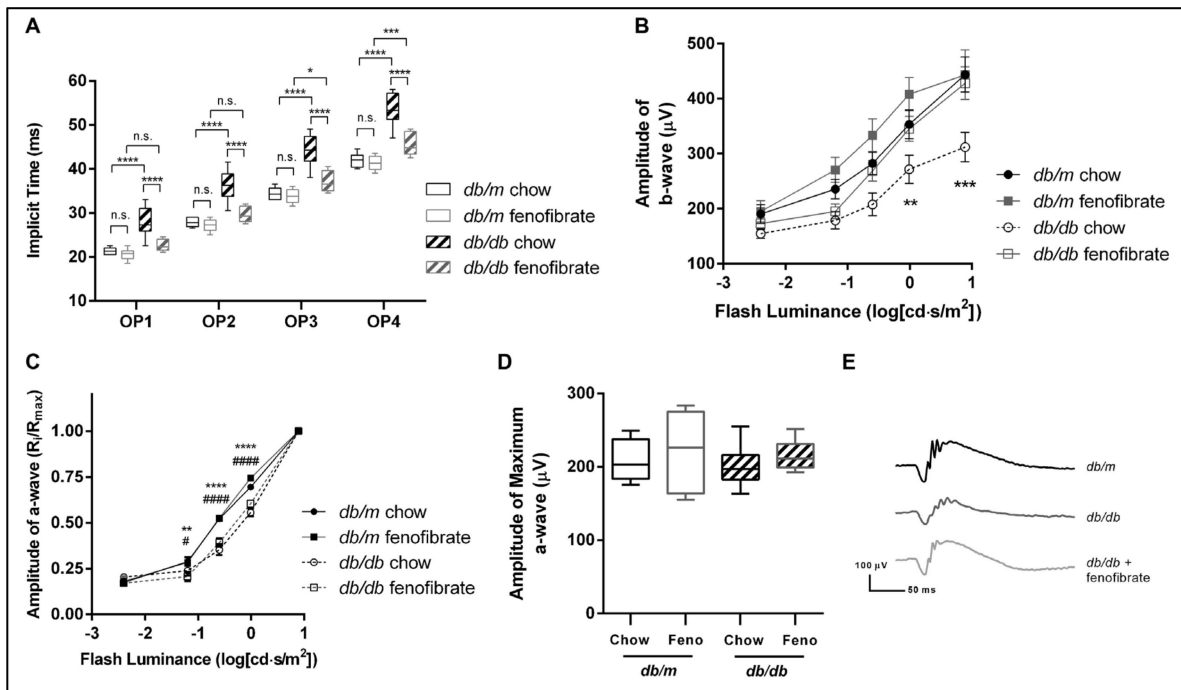 A
n.s.
****
****
n.s.
n.s.
****
****
n.s.
*
****
****
n.s.
***
****
****
n.s.
Implicit Time (ms)
60
50
40
30
20
10
OP1 OP2 OP3 OP4
db/m chow
db/m fenofibrate
db/db chow
db/db fenofibrate
B
Amplitude of
b-wave (µV)
500
400
300
200
100
**
***
-3 -2 -1 0 1
Flash Luminance (log[cd·s/m²])
db/m chow
db/m fenofibrate
db/db chow
db/db fenofibrate
C
Amplitude of a-wave (Ri/Rmax)
1.00
0.75
0.50
0.25
0.00
**
#
****
####
****
####
-3 -2 -1 0 1
Flash Luminance (log[cd·s/m²])
db/m chow
db/m fenofibrate
db/db chow
db/db fenofibrate
D
Amplitude of Maximum
a-wave (µV)
300
200
100
0
Chow Feno Chow Feno
db/m db/db
E
db/m
db/db
db/db +
fenofibrate
100 µV
50 ms